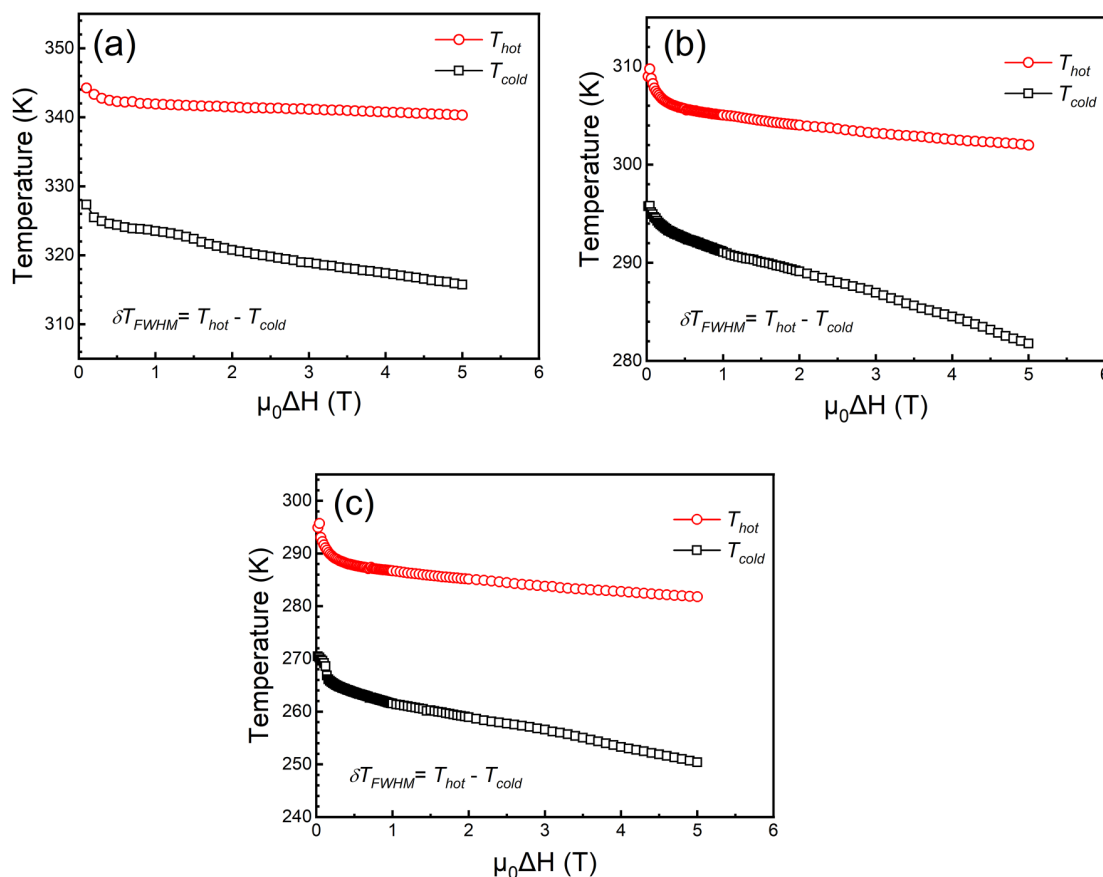 (a)
T_hot
T_cold
350
340
330
320
310
Temperature (K)
δT_FWHM = T_hot - T_cold
0 1 2 3 4 5 6
μ₀ΔH (T)
(b)
T_hot
T_cold
310
300
290
280
Temperature (K)
δT_FWHM = T_hot - T_cold
0 1 2 3 4 5 6
μ₀ΔH (T)
(c)
T_hot
T_cold
300
290
280
270
260
250
240
Temperature (K)
δT_FWHM = T_hot - T_cold
0 1 2 3 4 5 6
μ₀ΔH (T)